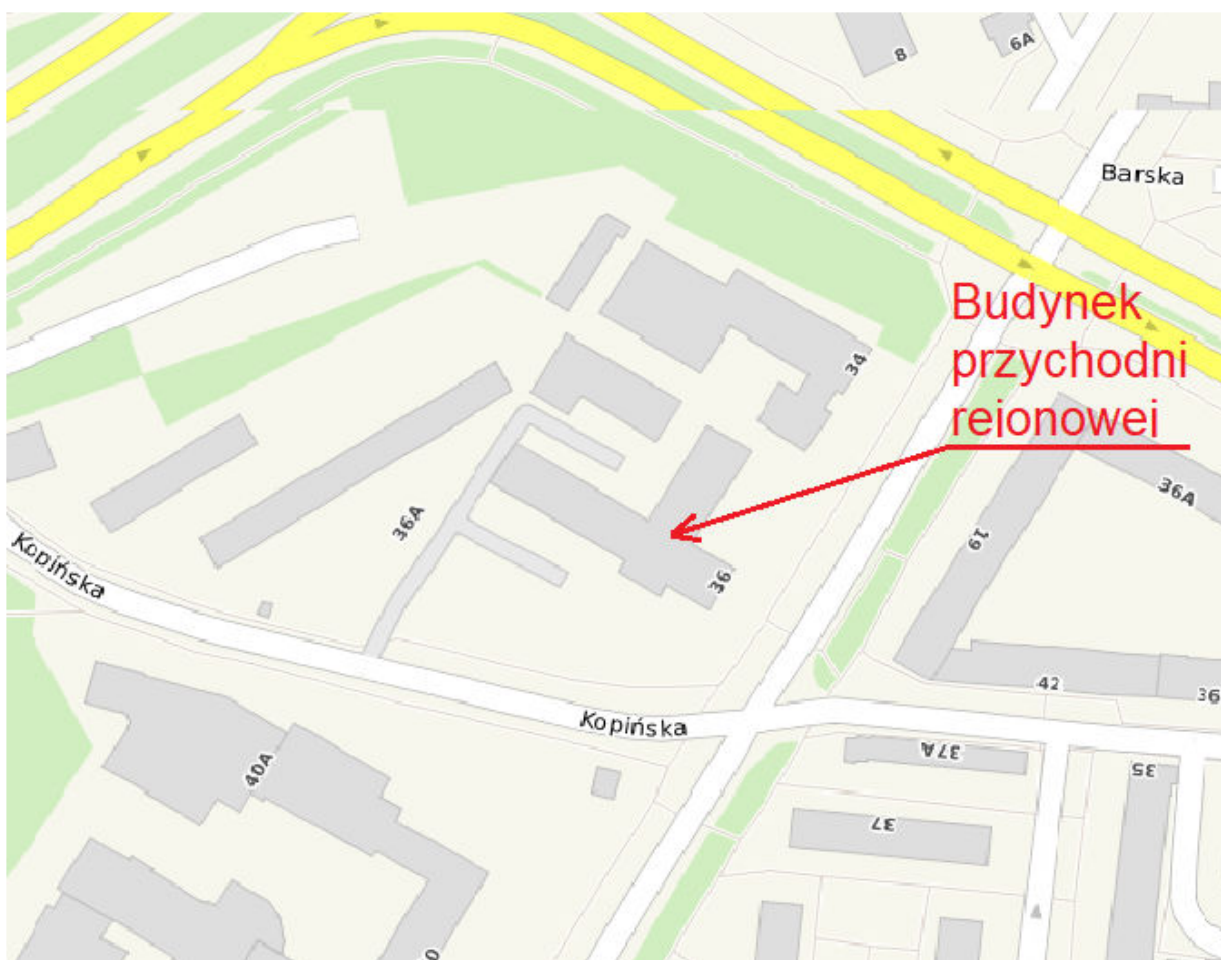 8
6A
Barska
Budynek
przychodni
rejonowej
34
36A
36A
19
Kopińska
36
42
36
Kopińska
37A
35
40A
37
0